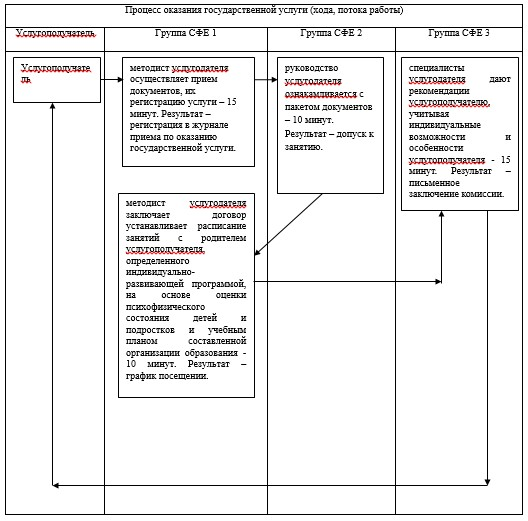 Процесс оказания государственной услуги (хода, потока работы)
Услугополучатель
Группа СФЕ 1
Группа СФЕ 2
Группа СФЕ 3
Услугополучате
ль
методист услугодателя
осуществляет прием
документов, их
регистрацию услуги – 15
минут. Результат –
регистрация в журнале
приема по оказанию
государственной услуги.
руководство
услугодателя
ознакамливается с
пакетом документов
– 10 минут.
Результат – допуск к
занятию.
специалисты
услугодателя дают
рекомендации
услугополучателю,
учитывая
индивидуальные
возможности и
особенности
услугополучателя - 15
минут. Результат –
письменное
заключение комиссии.
методист услугодателя
заключает договор
устанавливает расписание
занятий с родителем
услугополучателя,
определенного
индивидуально-
развивающей программой,
на основе оценки
психофизического
состояния детей и
подростков и учебным
планом составленной
организации образования -
10 минут. Результат –
график посещении.